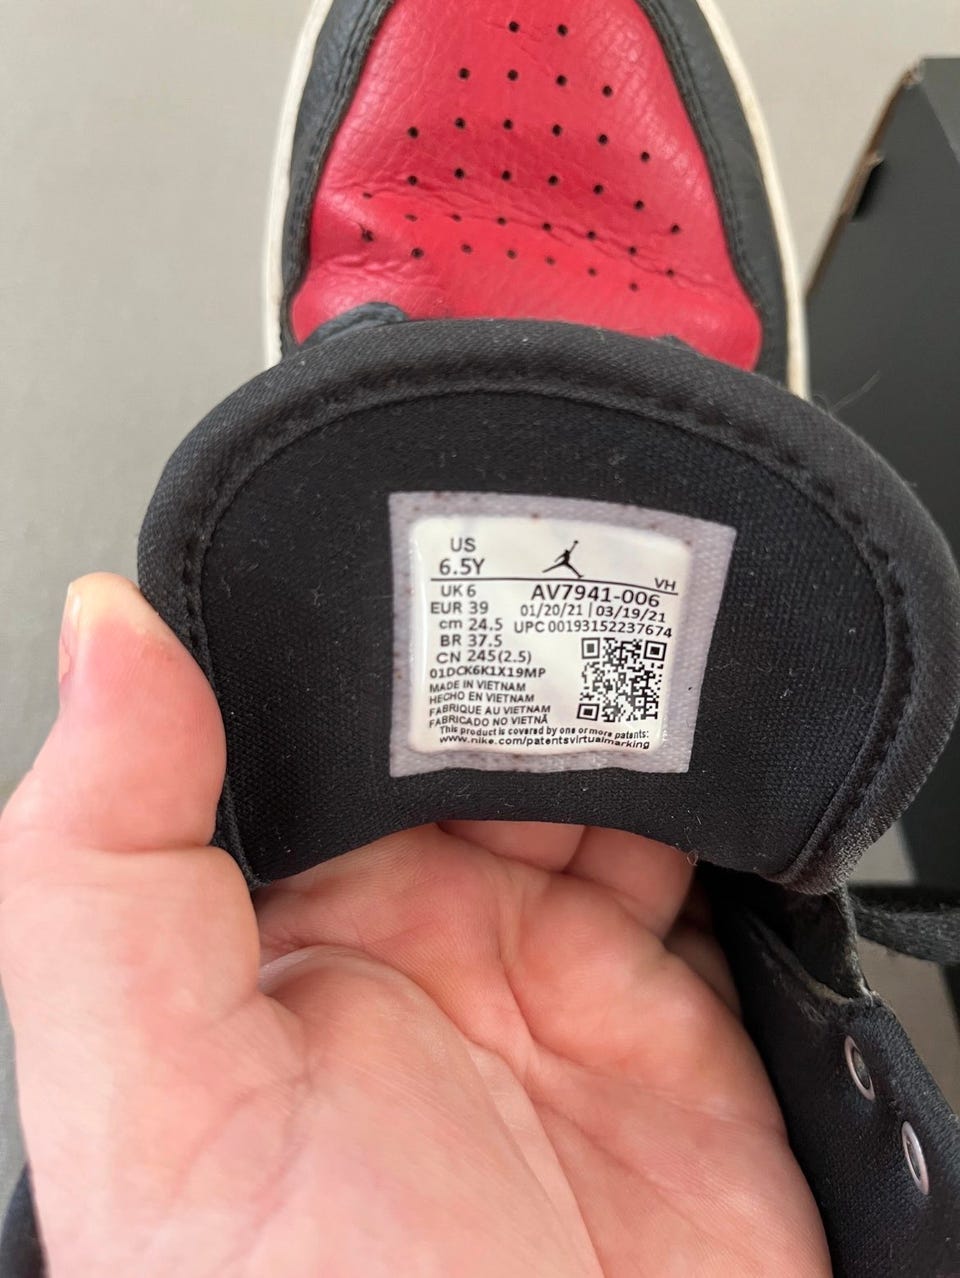 US
6.5Y
VH
UK 6
AV7941-006
EUR 39
01/20/21 | 03/19/21
cm 24.5
UPC 00193152237674
BR 37.5
CN 245(2.5)
01DCK6K1X19MP
MADE IN VIETNAM
HECHO EN VIETNAM
FABRIQUE AU VIETNAM
FABRICADO NO VIETNÃ
This product is covered by one or more patents:
www.nike.com/patentsvirtualmarking